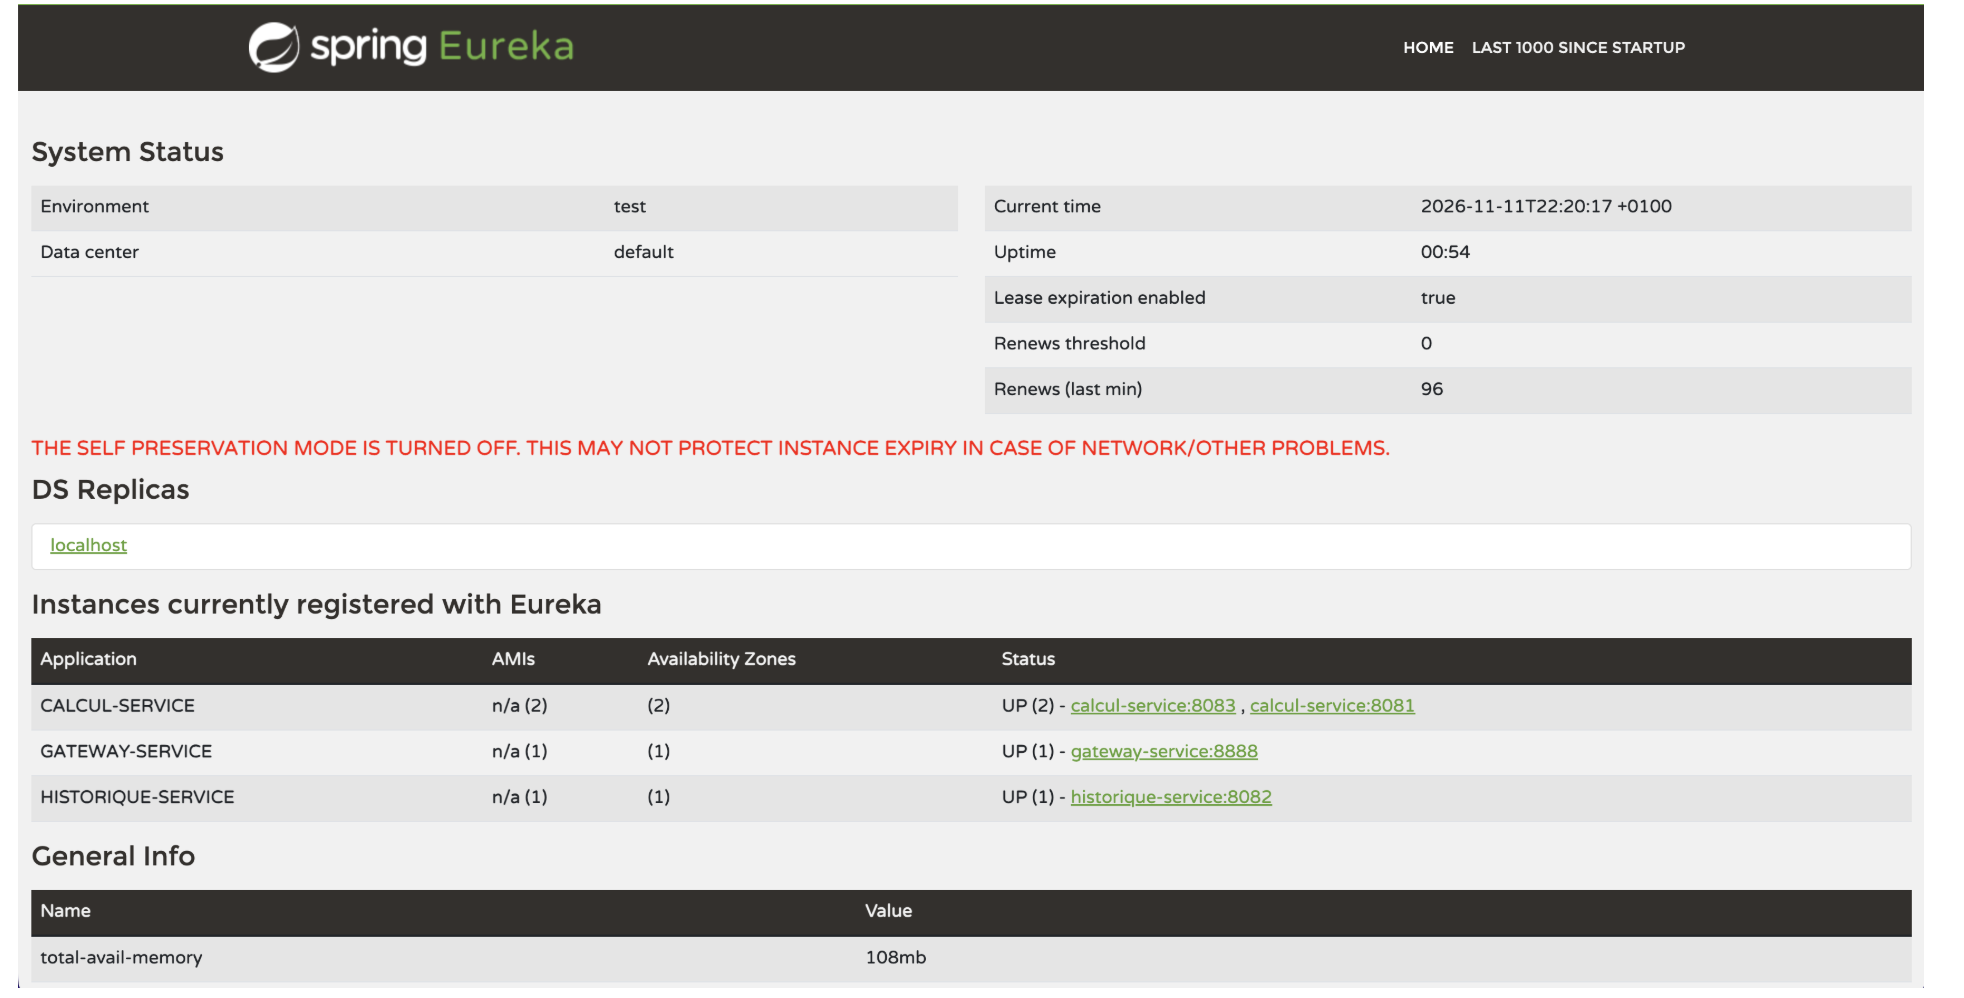 spring Eureka
HOME LAST 1000 SINCE STARTUP
System Status
Environment test
Data center default
Current time 2026-11-11T22:20:17 +0100
Uptime 00:54
Lease expiration enabled true
Renews threshold 0
Renews (last min) 96
THE SELF PRESERVATION MODE IS TURNED OFF. THIS MAY NOT PROTECT INSTANCE EXPIRY IN CASE OF NETWORK/OTHER PROBLEMS.
DS Replicas
localhost
Instances currently registered with Eureka
Application AMIs Availability Zones Status
CALCUL-SERVICE n/a (2) (2) UP (2) - calcul-service:8083 , calcul-service:8081
GATEWAY-SERVICE n/a (1) (1) UP (1) - gateway-service:8888
HISTORIQUE-SERVICE n/a (1) (1) UP (1) - historique-service:8082
General Info
Name Value
total-avail-memory 108mb